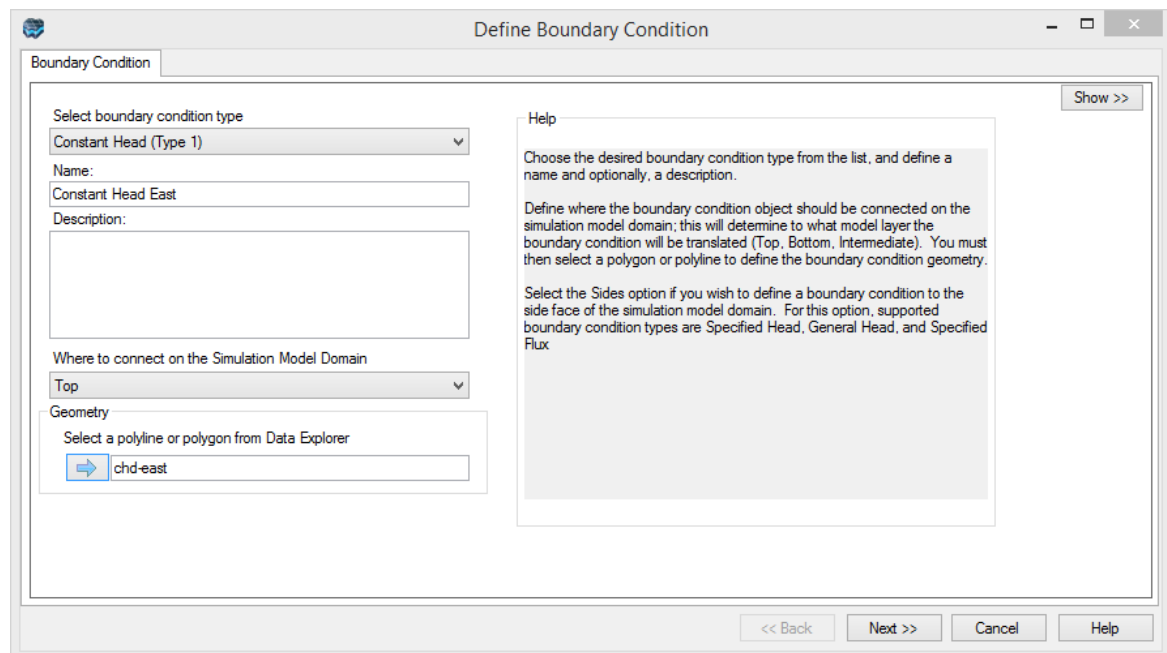 Define Boundary Condition
Boundary Condition
Show >>
Select boundary condition type
Constant Head (Type 1)
Name:
Constant Head East
Description:
Where to connect on the Simulation Model Domain
Top
Geometry
Select a polyline or polygon from Data Explorer
chd-east
Help
Choose the desired boundary condition type from the list, and define a
name and optionally, a description.
Define where the boundary condition object should be connected on the
simulation model domain; this will determine to what model layer the
boundary condition will be translated (Top, Bottom, Intermediate).  You must
then select a polygon or polyline to define the boundary condition geometry.
Select the Sides option if you wish to define a boundary condition to the
side face of the simulation model domain.  For this option, supported
boundary condition types are Specified Head, General Head, and Specified
Flux
<< Back
Next >>
Cancel
Help